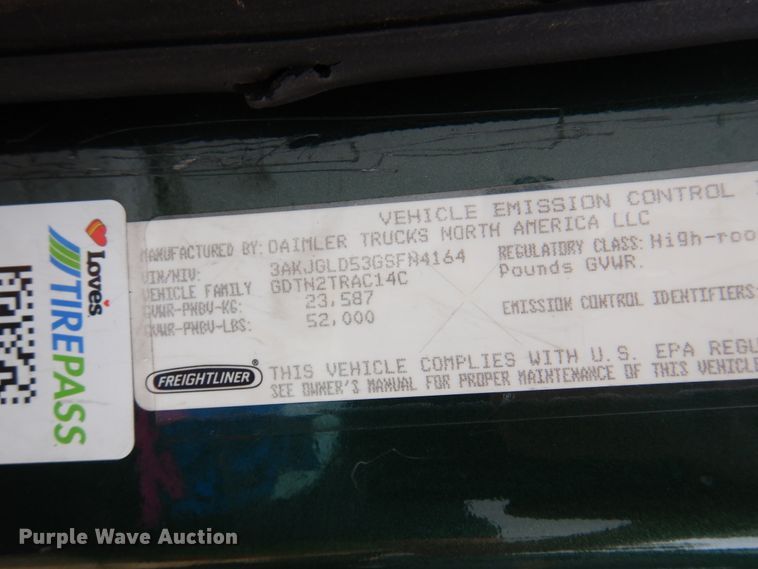 VEHICLE EMISSION CONTROL
MANUFACTURED BY: DAIMLER TRUCKS NORTH AMERICA LLC
VIN/NIV: 3AKJGLD53GSFN4164
VEHICLE FAMILY GDTN2TRAC14C
GVWR-PNBV-KG: 23,587
GVWR-PNBV-LBS: 52,000
REGULATORY CLASS: High-roo
Pounds GVWR.
EMISSION CONTROL IDENTIFIERS:
FREIGHTLINER®
THIS VEHICLE COMPLIES WITH U.S. EPA REGU
SEE OWNER'S MANUAL FOR PROPER MAINTENANCE OF THIS VEHICLE
Love's
TIREPASS
Purple Wave Auction®